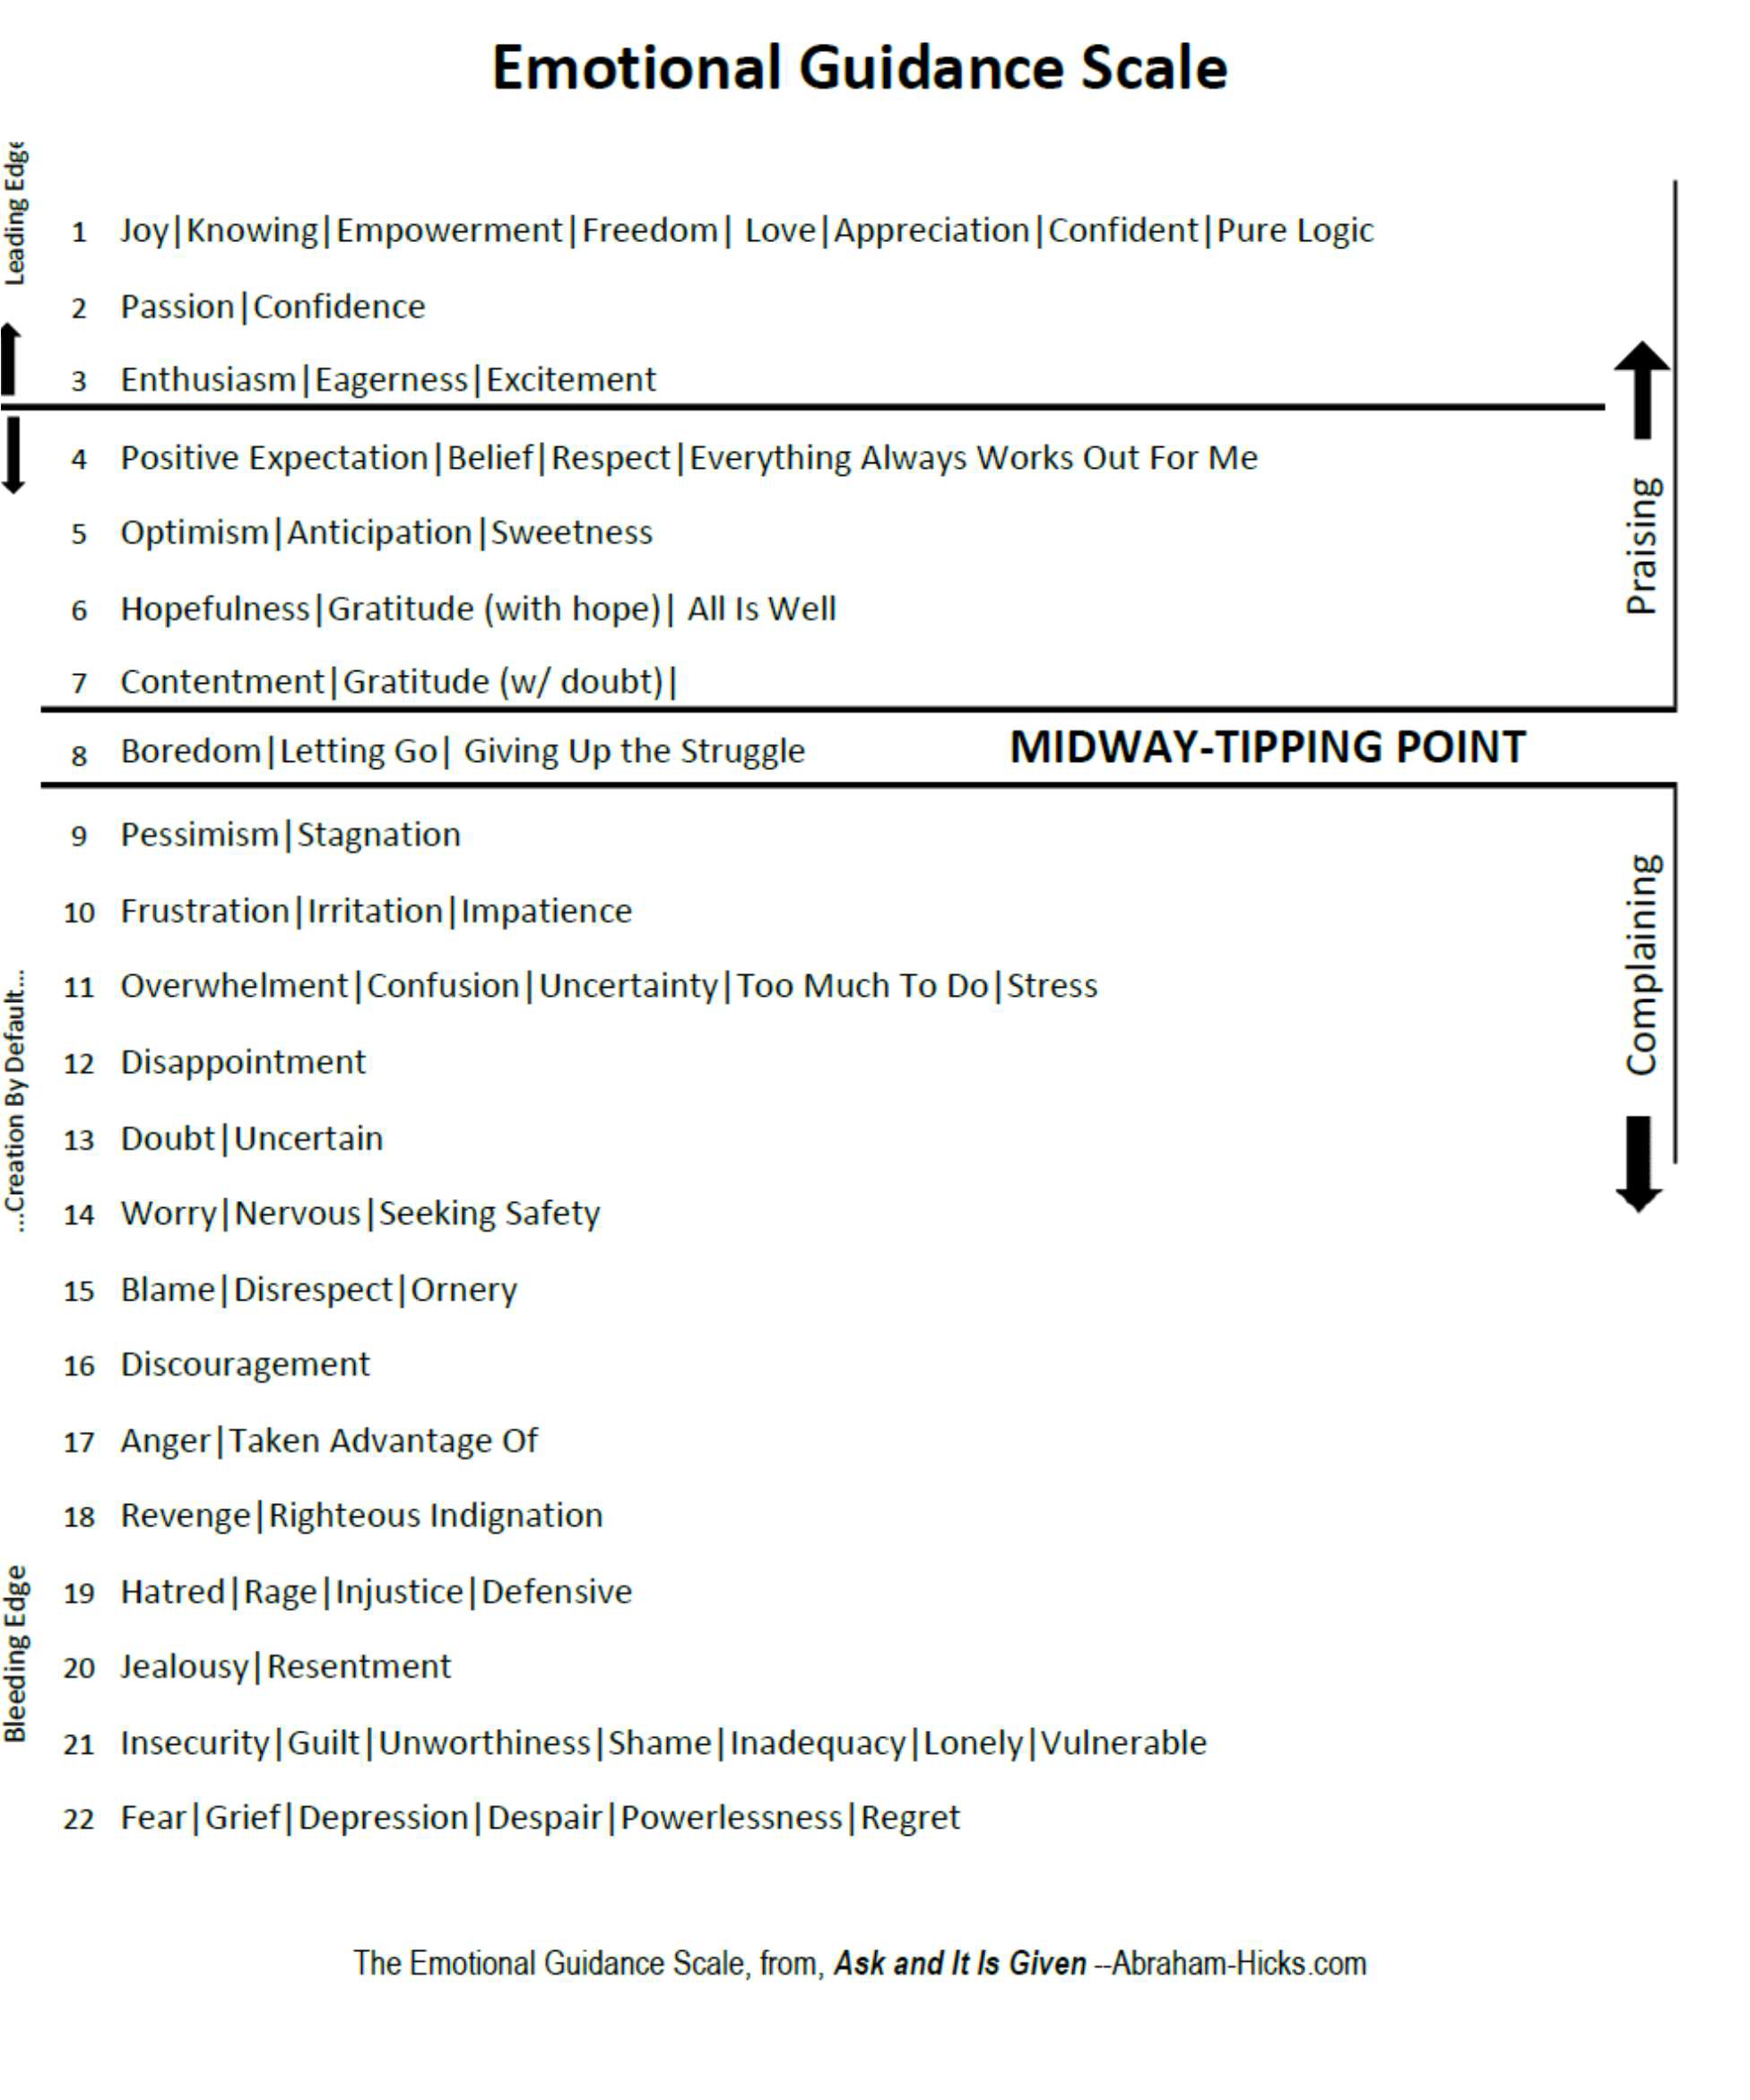 Emotional Guidance Scale
Leading Edge
1 Joy|Knowing|Empowerment|Freedom| Love|Appreciation|Confident|Pure Logic
2 Passion|Confidence
3 Enthusiasm|Eagerness|Excitement
4 Positive Expectation|Belief|Respect|Everything Always Works Out For Me
5 Optimism|Anticipation|Sweetness
6 Hopefulness|Gratitude (with hope)| All Is Well
7 Contentment|Gratitude (w/ doubt)|
Praising
8 Boredom|Letting Go| Giving Up the Struggle MIDWAY-TIPPING POINT
9 Pessimism|Stagnation
10 Frustration|Irritation|Impatience
11 Overwhelment|Confusion|Uncertainty|Too Much To Do|Stress
12 Disappointment
13 Doubt|Uncertain
14 Worry|Nervous|Seeking Safety
Complaining
...Creation By Default...
15 Blame|Disrespect|Ornery
16 Discouragement
17 Anger|Taken Advantage Of
18 Revenge|Righteous Indignation
19 Hatred|Rage|Injustice|Defensive
20 Jealousy|Resentment
21 Insecurity|Guilt|Unworthiness|Shame|Inadequacy|Lonely|Vulnerable
22 Fear|Grief|Depression|Despair|Powerlessness|Regret
Bleeding Edge
The Emotional Guidance Scale, from, Ask and It Is Given --Abraham-Hicks.com